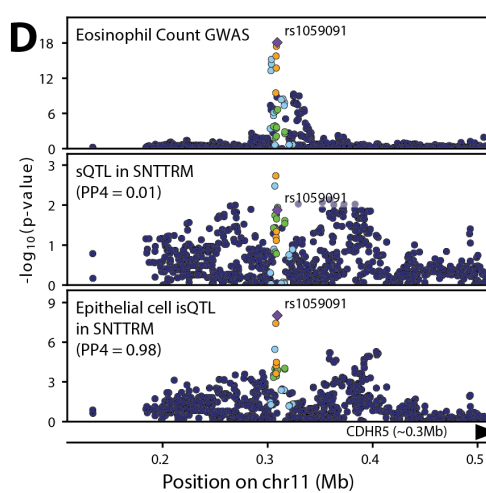 D
Eosinophil Count GWAS
rs1059091
18
12
6
0
sQTL in SNTTRM
(PP4 = 0.01)
rs1059091
3
2
1
0
-log10(p-value)
Epithelial cell isQTL
in SNTTRM
(PP4 = 0.98)
rs1059091
9
6
3
0
CDHR5 (~0.3Mb)
0.2 0.3 0.4 0.5
Position on chr11 (Mb)